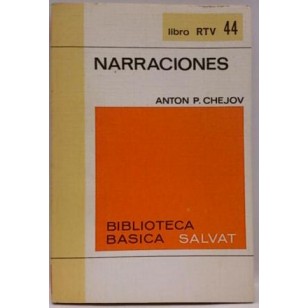 libro RTV 44
NARRACIONES
ANTON P. CHEJOV
BIBLIOTECA
BASICA SALVAT